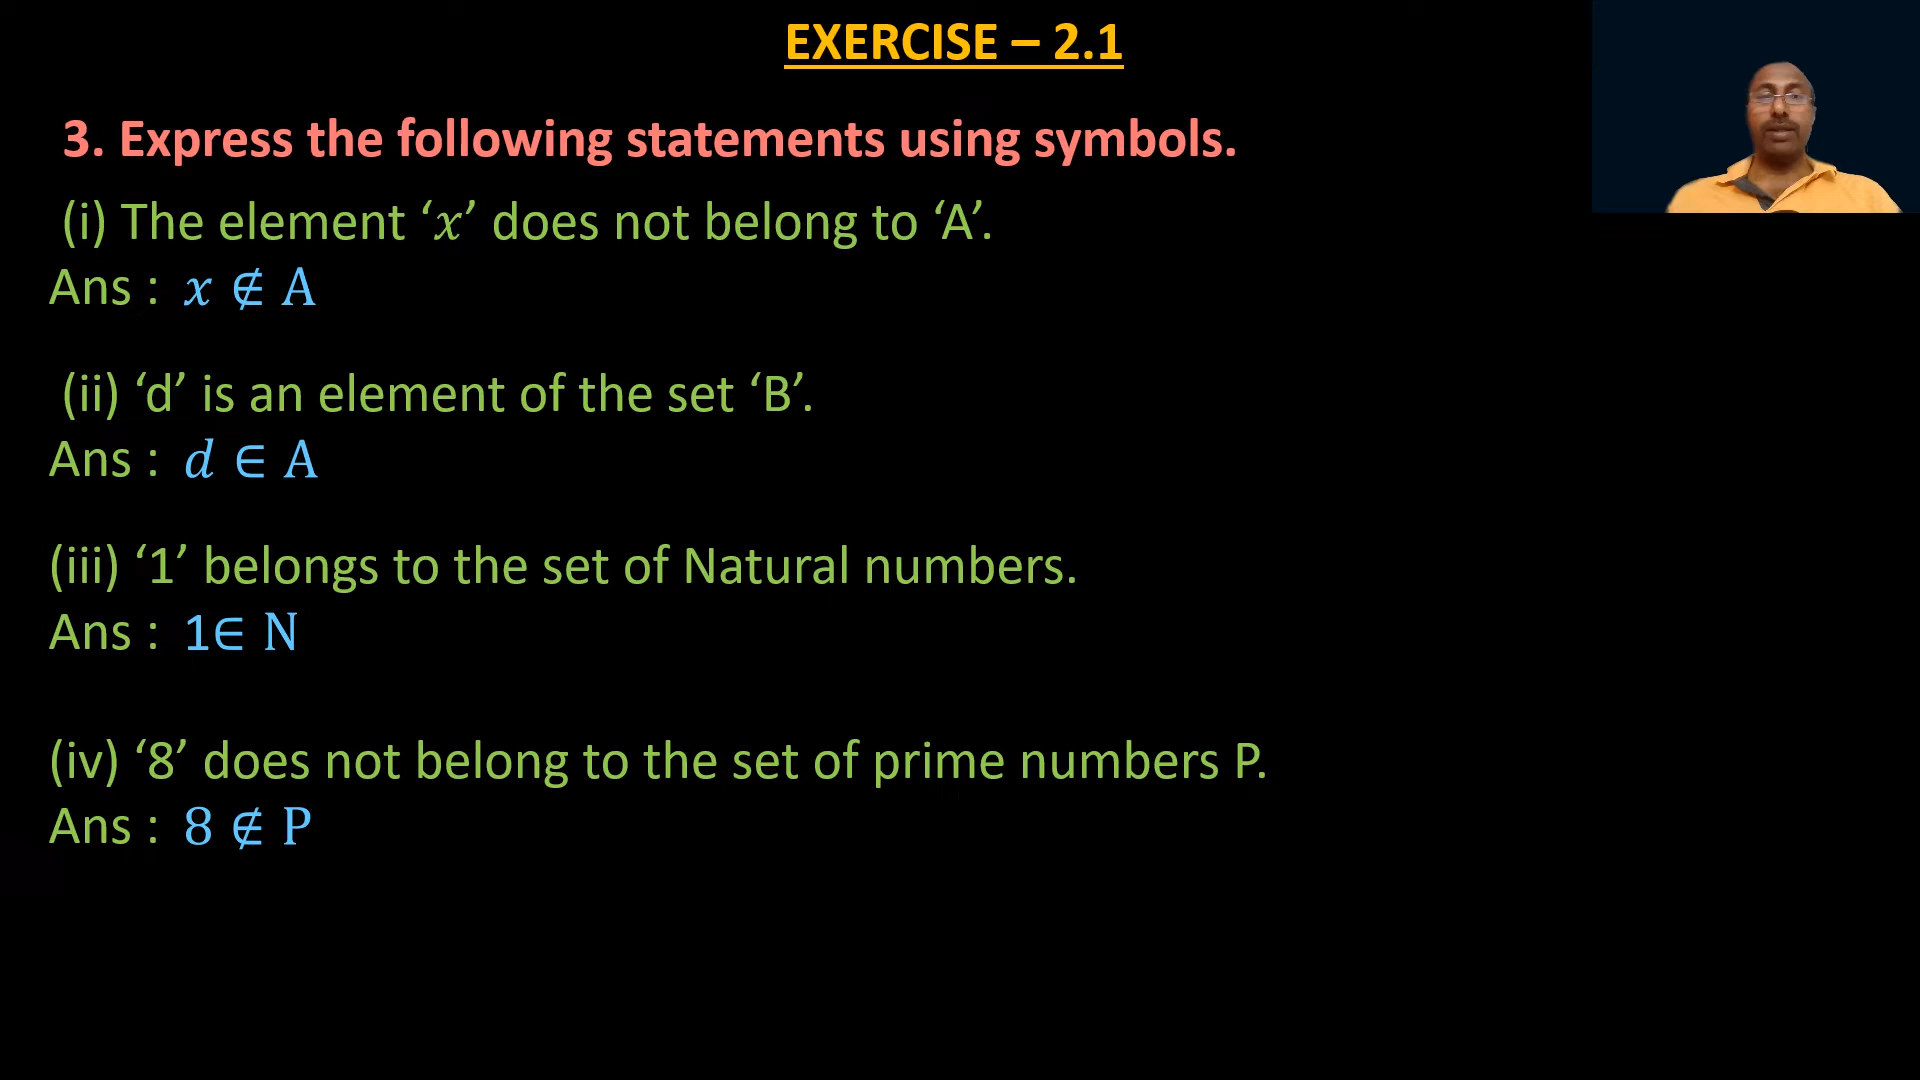 EXERCISE – 2.1
3. Express the following statements using symbols.
(i) The element ‘𝑥’ does not belong to ‘A’.
Ans : 𝑥 ∉ A
(ii) ‘d’ is an element of the set ‘B’.
Ans : 𝑑 ∈ A
(iii) ‘1’ belongs to the set of Natural numbers.
Ans : 1∈ N
(iv) ‘8’ does not belong to the set of prime numbers P.
Ans : 8 ∉ P